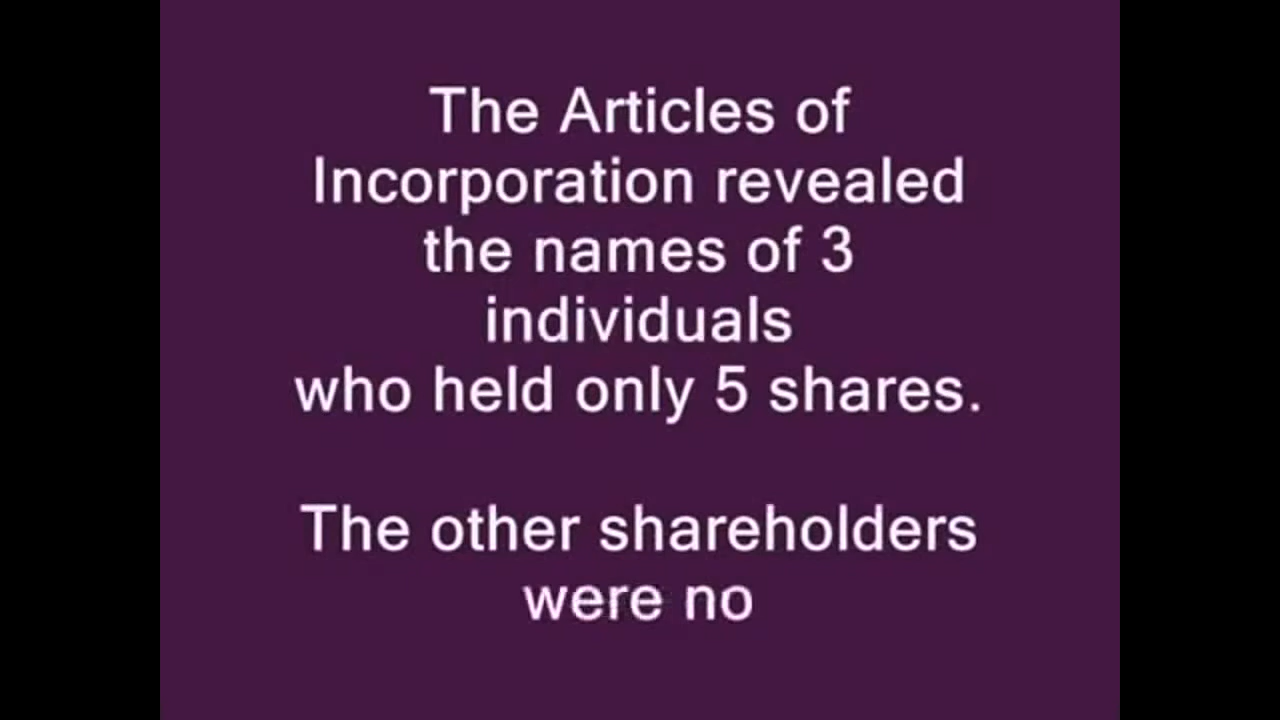 The Articles of
Incorporation revealed
the names of 3
individuals
who held only 5 shares.
The other shareholders
were no